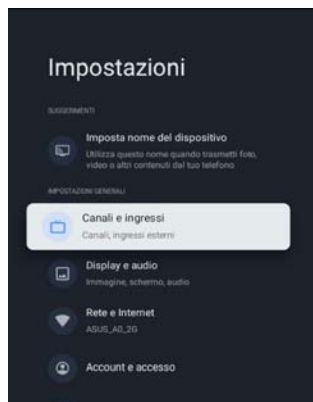 Impostazioni
SUGGERIMENTI
Imposta nome del dispositivo
Utilizza questo nome quando trasmetti foto,
video o altri contenuti dal tuo telefono
IMPOSTAZIONI GENERALI
Canali e ingressi
Canali, ingressi esterni
Display e audio
Immagine, schermo, audio
Rete e Internet
ASUS_A0_2G
Account e accesso